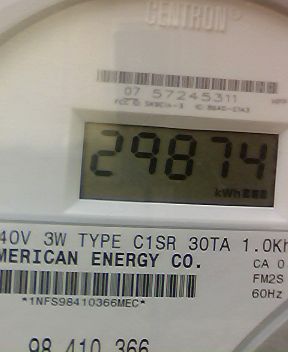 CENTRON®
07 57245311
29874
kWh
40V 3W TYPE C1SR 30TA 1.0Kh
MERICAN ENERGY CO.
CA 0
FM2S
60Hz
*1NFS98410366MEC*
98 410 366